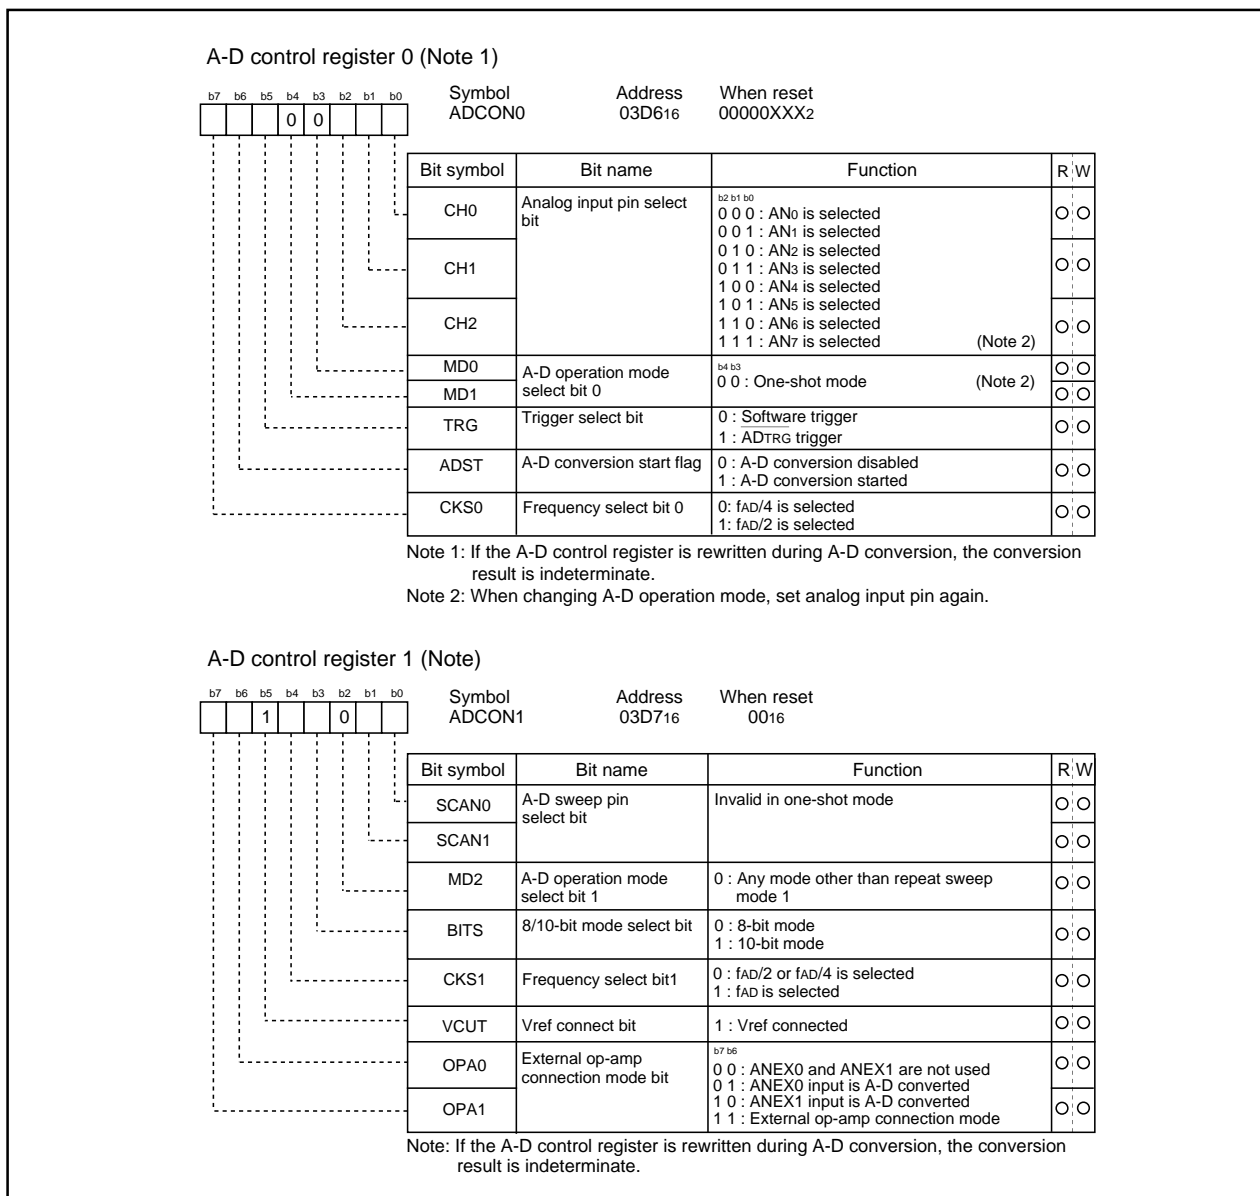 A-D control register 0 (Note 1)
b7 b6 b5 b4 b3 b2 b1 b0
0 0
Symbol Address When reset
ADCON0 03D616 00000XXX2
Bit symbol Bit name Function R W
CH0 Analog input pin select bit
b2 b1 b0
0 0 0 : AN0 is selected
0 0 1 : AN1 is selected
CH1
0 1 0 : AN2 is selected
0 1 1 : AN3 is selected
1 0 0 : AN4 is selected
CH2
1 0 1 : AN5 is selected
1 1 0 : AN6 is selected
1 1 1 : AN7 is selected (Note 2)
MD0 A-D operation mode select bit 0
b4 b3
0 0 : One-shot mode (Note 2)
MD1
TRG Trigger select bit 0 : Software trigger
1 : ADTRG trigger
ADST A-D conversion start flag 0 : A-D conversion disabled
1 : A-D conversion started
CKS0 Frequency select bit 0 0: fAD/4 is selected
1: fAD/2 is selected
Note 1: If the A-D control register is rewritten during A-D conversion, the conversion
result is indeterminate.
Note 2: When changing A-D operation mode, set analog input pin again.
A-D control register 1 (Note)
b7 b6 b5 b4 b3 b2 b1 b0
1 0
Symbol Address When reset
ADCON1 03D716 0016
Bit symbol Bit name Function R W
SCAN0 A-D sweep pin select bit Invalid in one-shot mode
SCAN1
MD2 A-D operation mode select bit 1 0 : Any mode other than repeat sweep
mode 1
BITS 8/10-bit mode select bit 0 : 8-bit mode
1 : 10-bit mode
CKS1 Frequency select bit1 0 : fAD/2 or fAD/4 is selected
1 : fAD is selected
VCUT Vref connect bit 1 : Vref connected
OPA0 External op-amp connection mode bit
b7 b6
0 0 : ANEX0 and ANEX1 are not used
0 1 : ANEX0 input is A-D converted
OPA1
1 0 : ANEX1 input is A-D converted
1 1 : External op-amp connection mode
Note: If the A-D control register is rewritten during A-D conversion, the conversion
result is indeterminate.